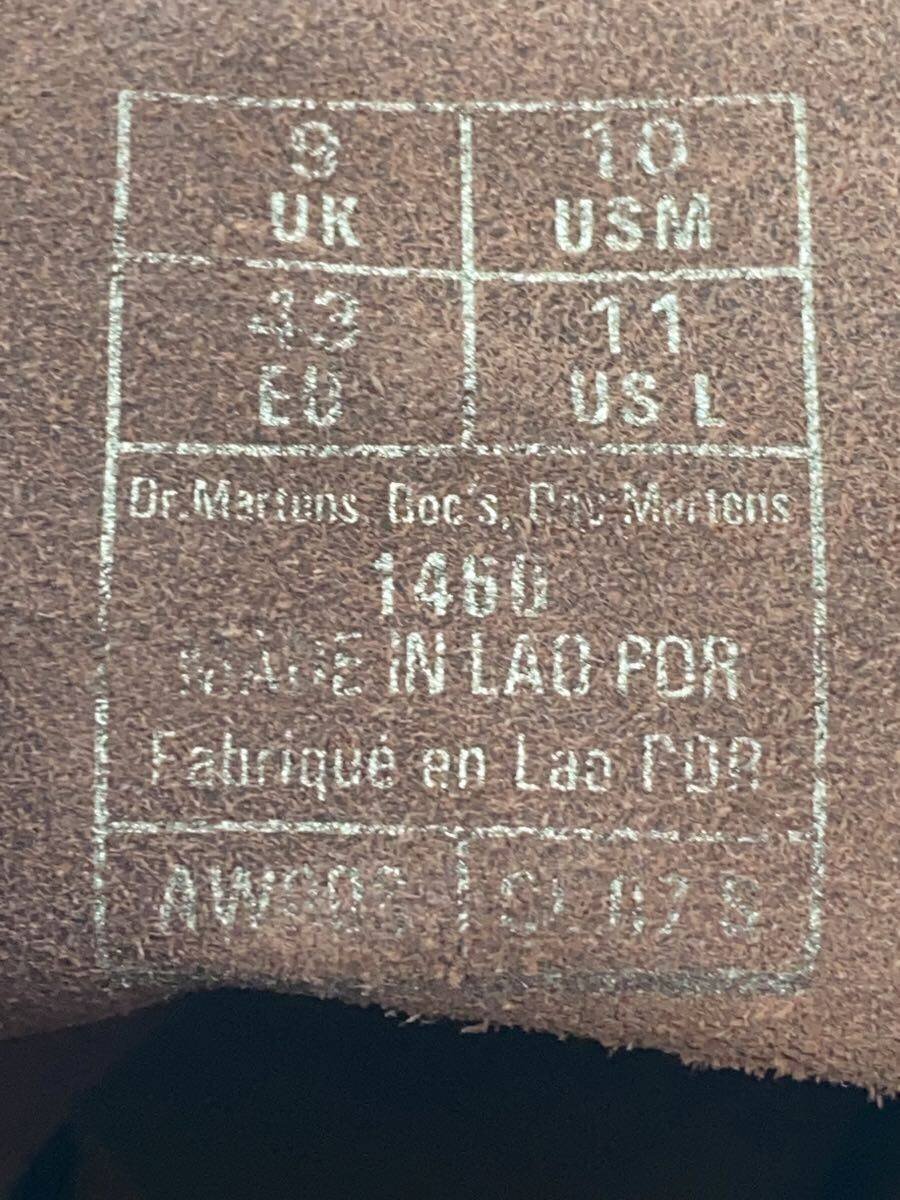 9 10
UK USM
43 11
EU US L
Dr.Martens, Doc's, Doc Martens
1460
MADE IN LAO PDR
Fabriqué en Lao PDR